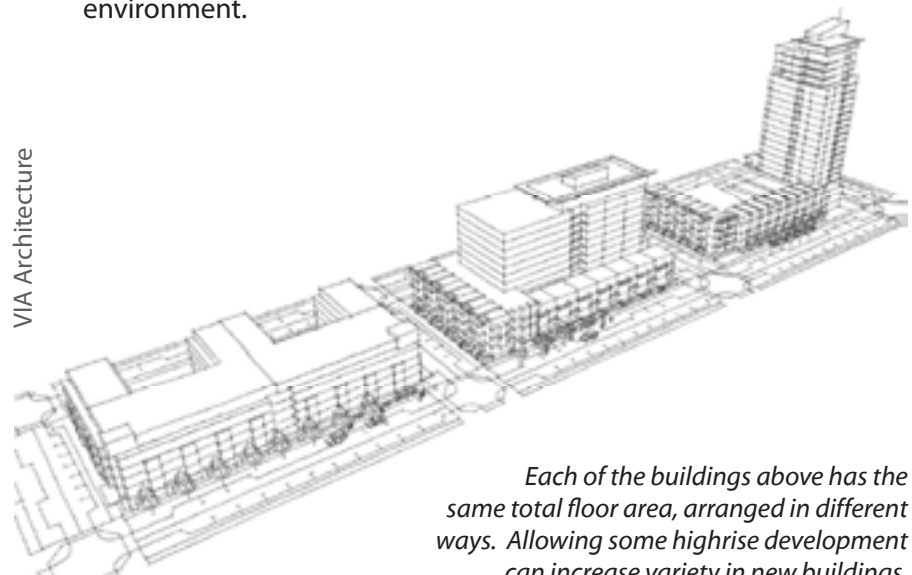 environment.
VIA Architecture
Each of the buildings above has the
same total floor area, arranged in different
ways.  Allowing some highrise development
can increase variety in new buildings.